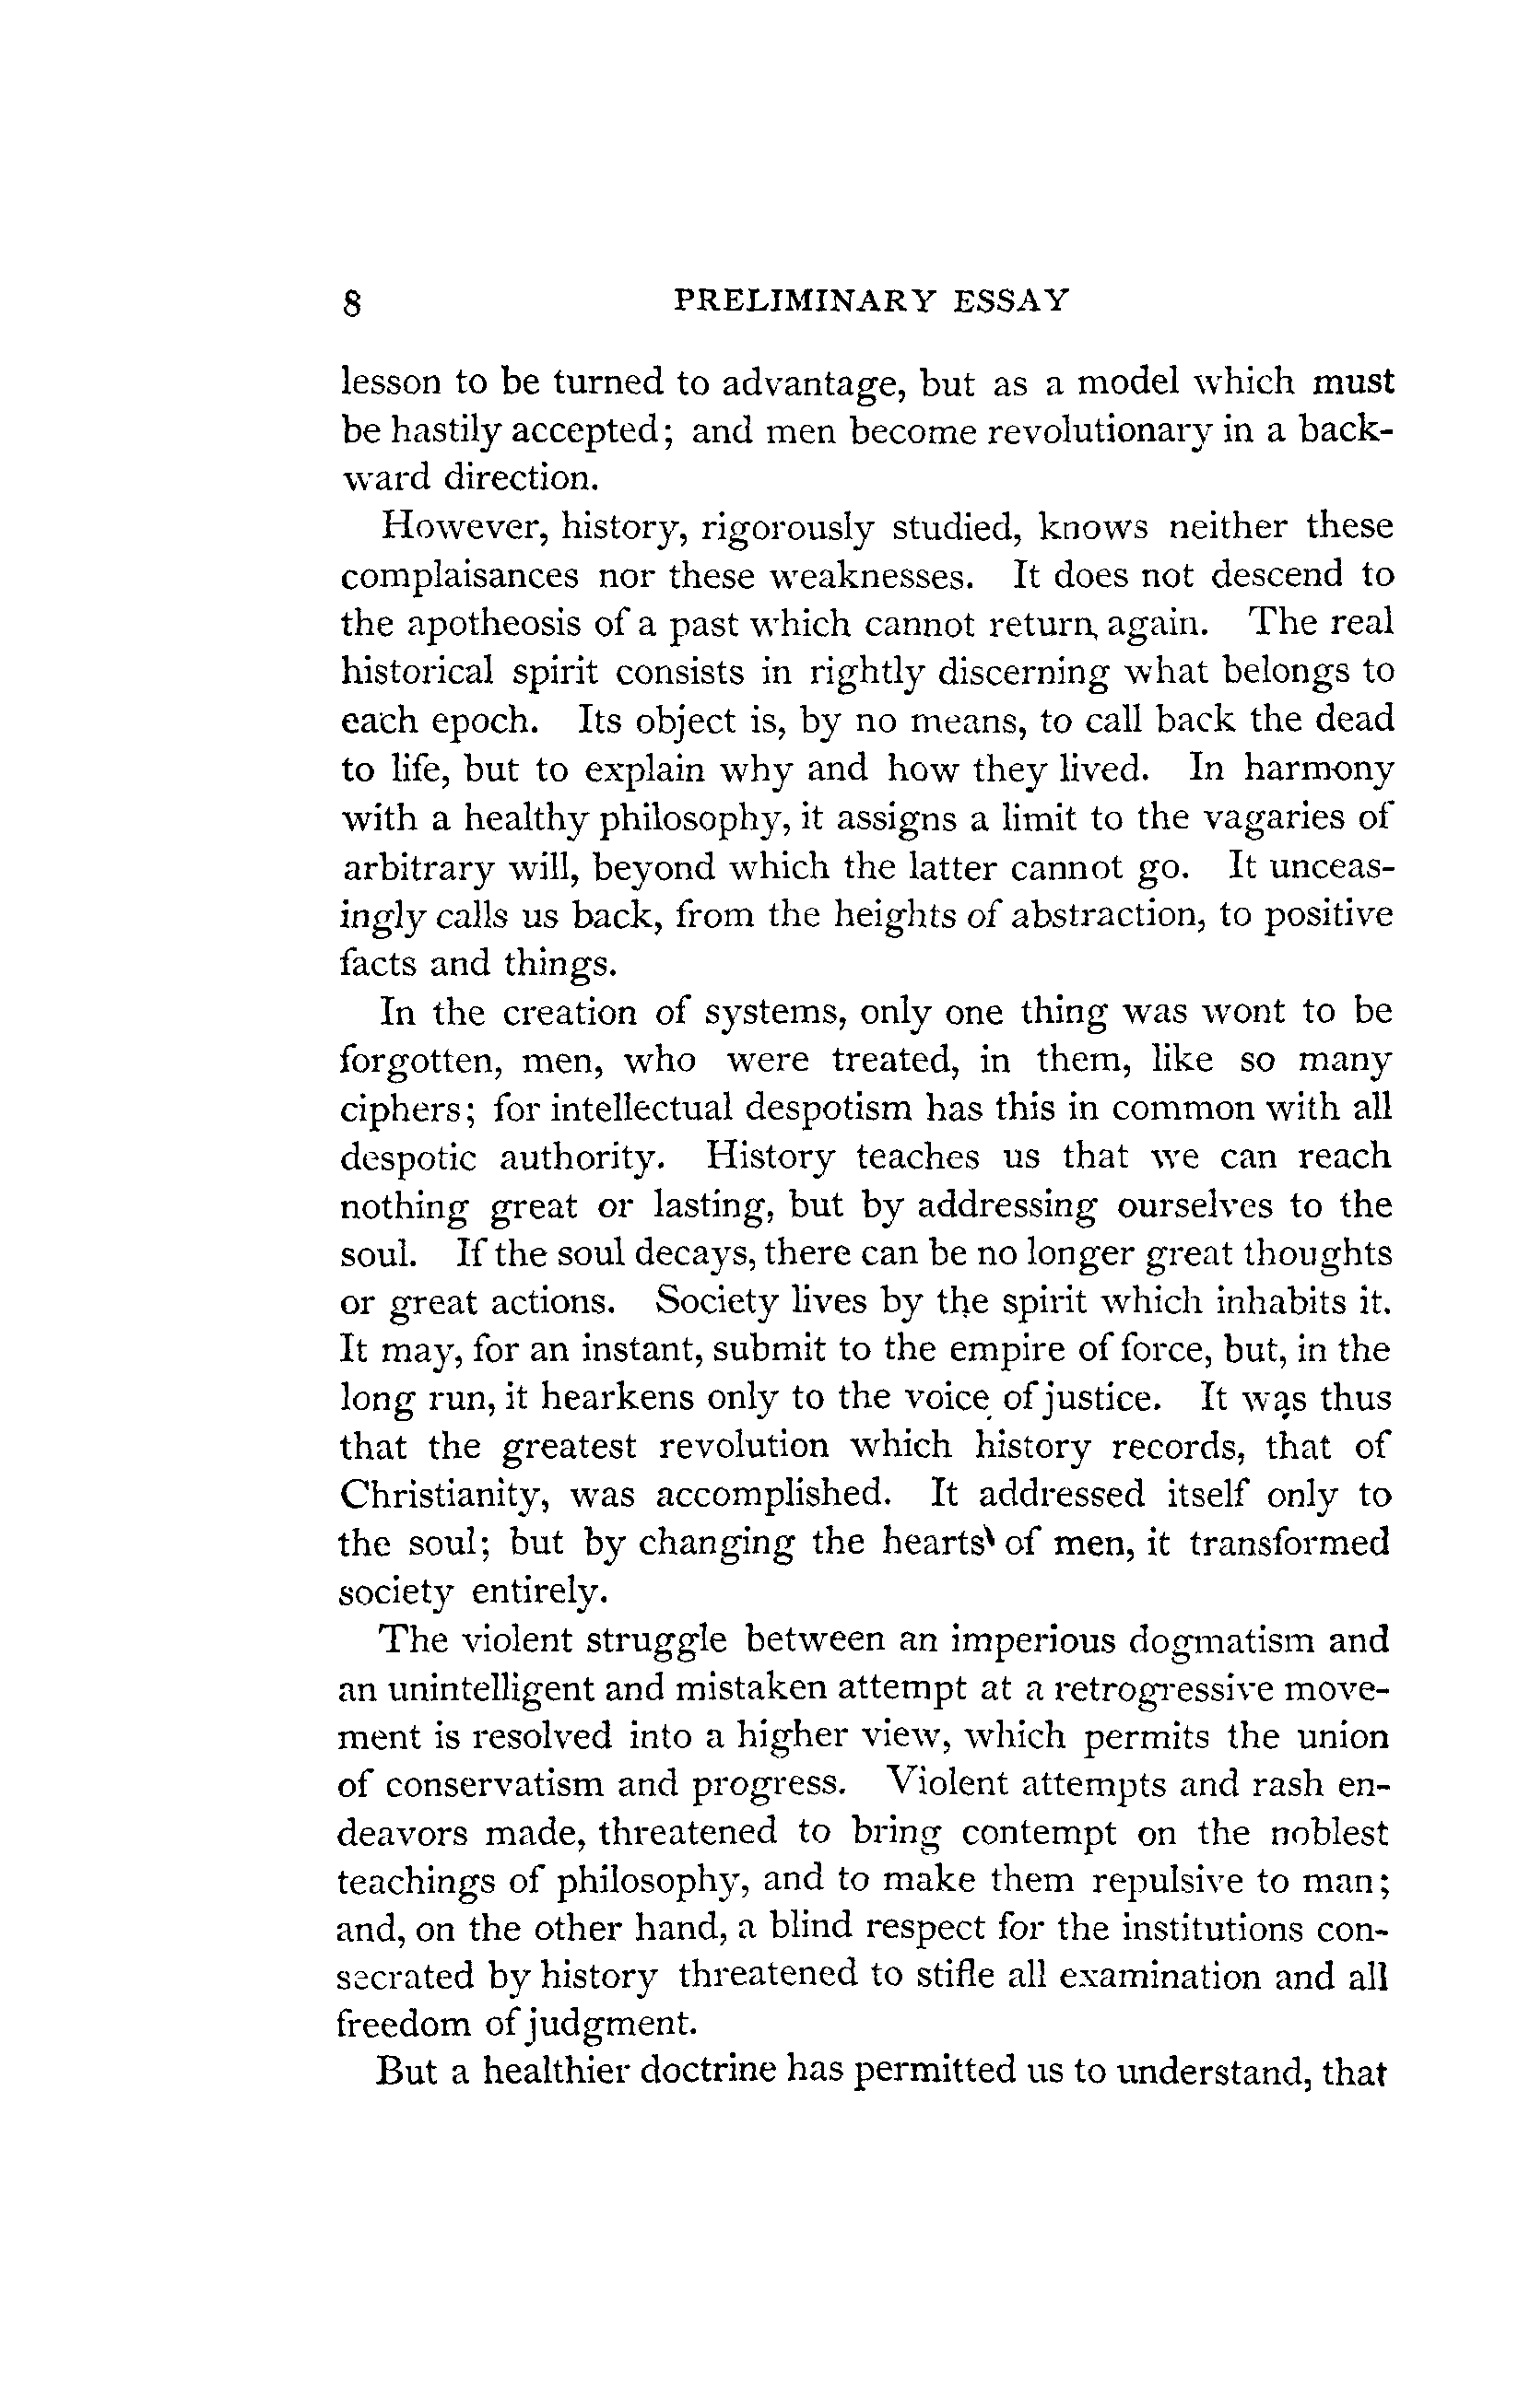 8 PRELIMINARY ESSAY
lesson to be turned to advantage, but as a model which must
be hastily accepted; and men become revolutionary in a back-
ward direction.
However, history, rigorously studied, knows neither these
complaisances nor these weaknesses. It does not descend to
the apotheosis of a past which cannot return again. The real
historical spirit consists in rightly discerning what belongs to
each epoch. Its object is, by no means, to call back the dead
to life, but to explain why and how they lived. In harmony
with a healthy philosophy, it assigns a limit to the vagaries of
arbitrary will, beyond which the latter cannot go. It unceas-
ingly calls us back, from the heights of abstraction, to positive
facts and things.
In the creation of systems, only one thing was wont to be
forgotten, men, who were treated, in them, like so many
ciphers; for intellectual despotism has this in common with all
despotic authority. History teaches us that we can reach
nothing great or lasting, but by addressing ourselves to the
soul. If the soul decays, there can be no longer great thoughts
or great actions. Society lives by the spirit which inhabits it.
It may, for an instant, submit to the empire of force, but, in the
long run, it hearkens only to the voice of justice. It was thus
that the greatest revolution which history records, that of
Christianity, was accomplished. It addressed itself only to
the soul; but by changing the hearts of men, it transformed
society entirely.
The violent struggle between an imperious dogmatism and
an unintelligent and mistaken attempt at a retrogressive move-
ment is resolved into a higher view, which permits the union
of conservatism and progress. Violent attempts and rash en-
deavors made, threatened to bring contempt on the noblest
teachings of philosophy, and to make them repulsive to man;
and, on the other hand, a blind respect for the institutions con-
secrated by history threatened to stifle all examination and all
freedom of judgment.
But a healthier doctrine has permitted us to understand, that